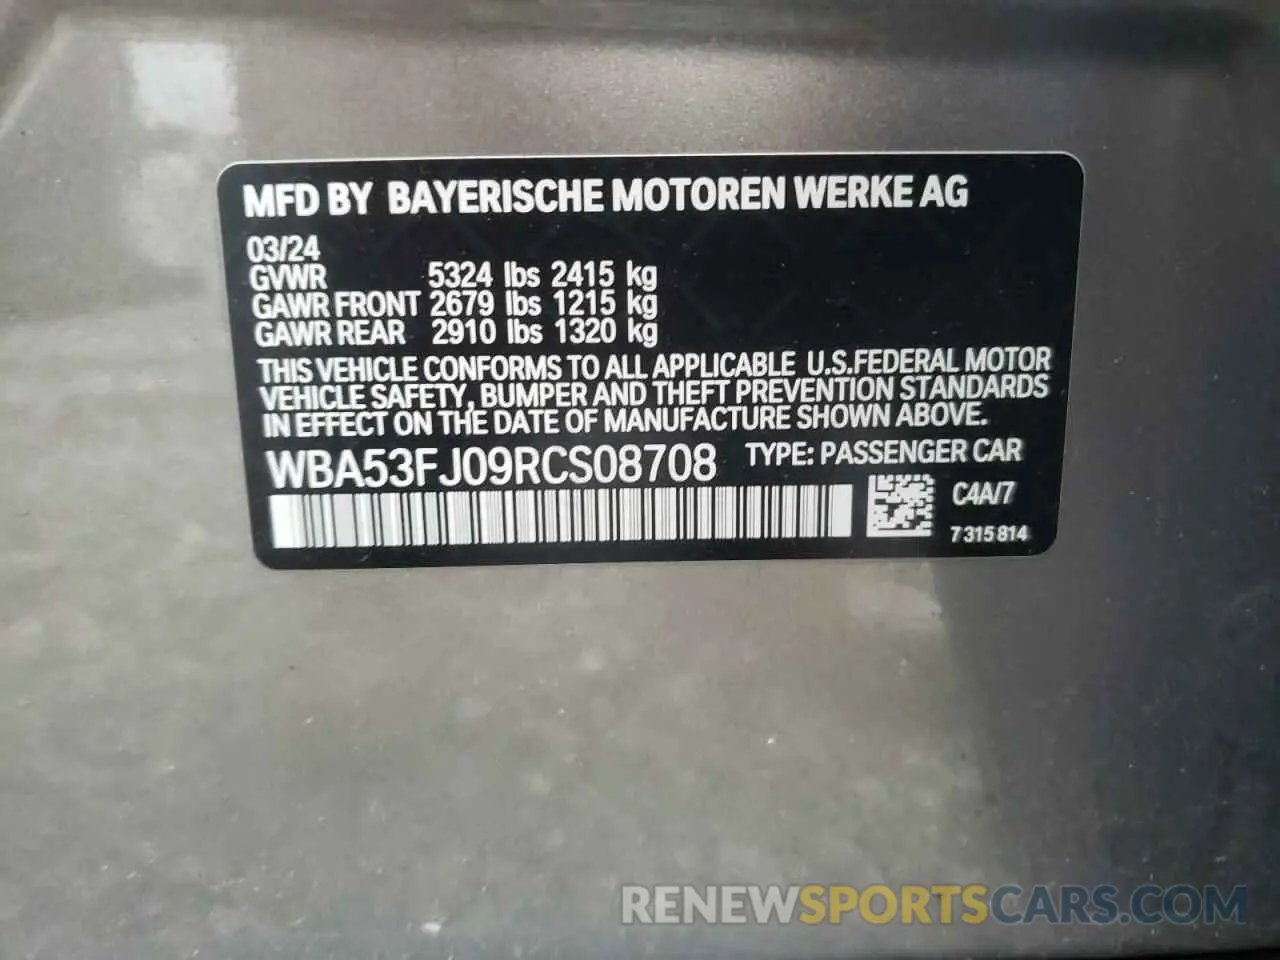 MFD BY BAYERISCHE MOTOREN WERKE AG
03/24
GVWR 5324 lbs 2415 kg
GAWR FRONT 2679 lbs 1215 kg
GAWR REAR 2910 lbs 1320 kg
THIS VEHICLE CONFORMS TO ALL APPLICABLE U.S.FEDERAL MOTOR
VEHICLE SAFETY, BUMPER AND THEFT PREVENTION STANDARDS
IN EFFECT ON THE DATE OF MANUFACTURE SHOWN ABOVE.
WBA53FJ09RCS08708 TYPE: PASSENGER CAR
C4A/7
7 315 814
RENEWSPORTSCARS.COM